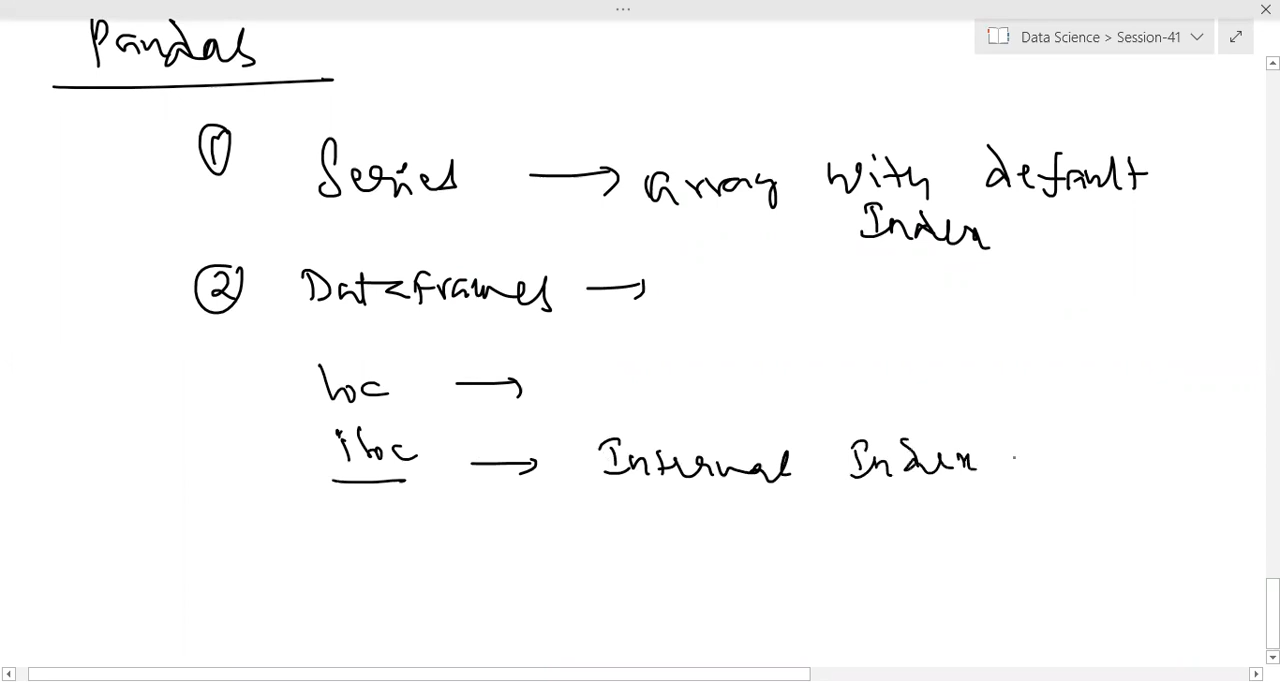 ...
Pandas
Data Science > Session-41
① Series → array with default
Index
② Dataframes →
loc →
iloc → Internal Index